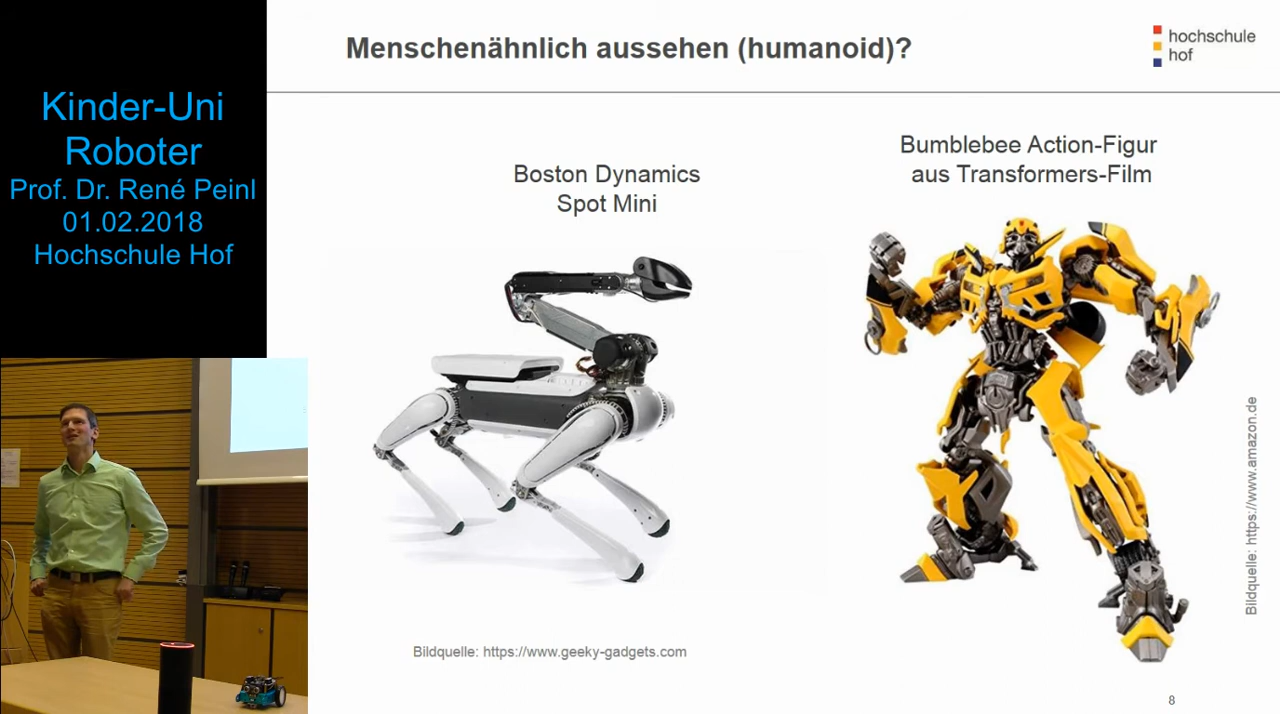 Kinder-Uni
Roboter
Prof. Dr. René Peinl
01.02.2018
Hochschule Hof
Menschenähnlich aussehen (humanoid)?
hochschule
hof
Boston Dynamics
Spot Mini
Bumblebee Action-Figur
aus Transformers-Film
Bildquelle: https://www.geeky-gadgets.com
Bildquelle: https://www.amazon.de
8